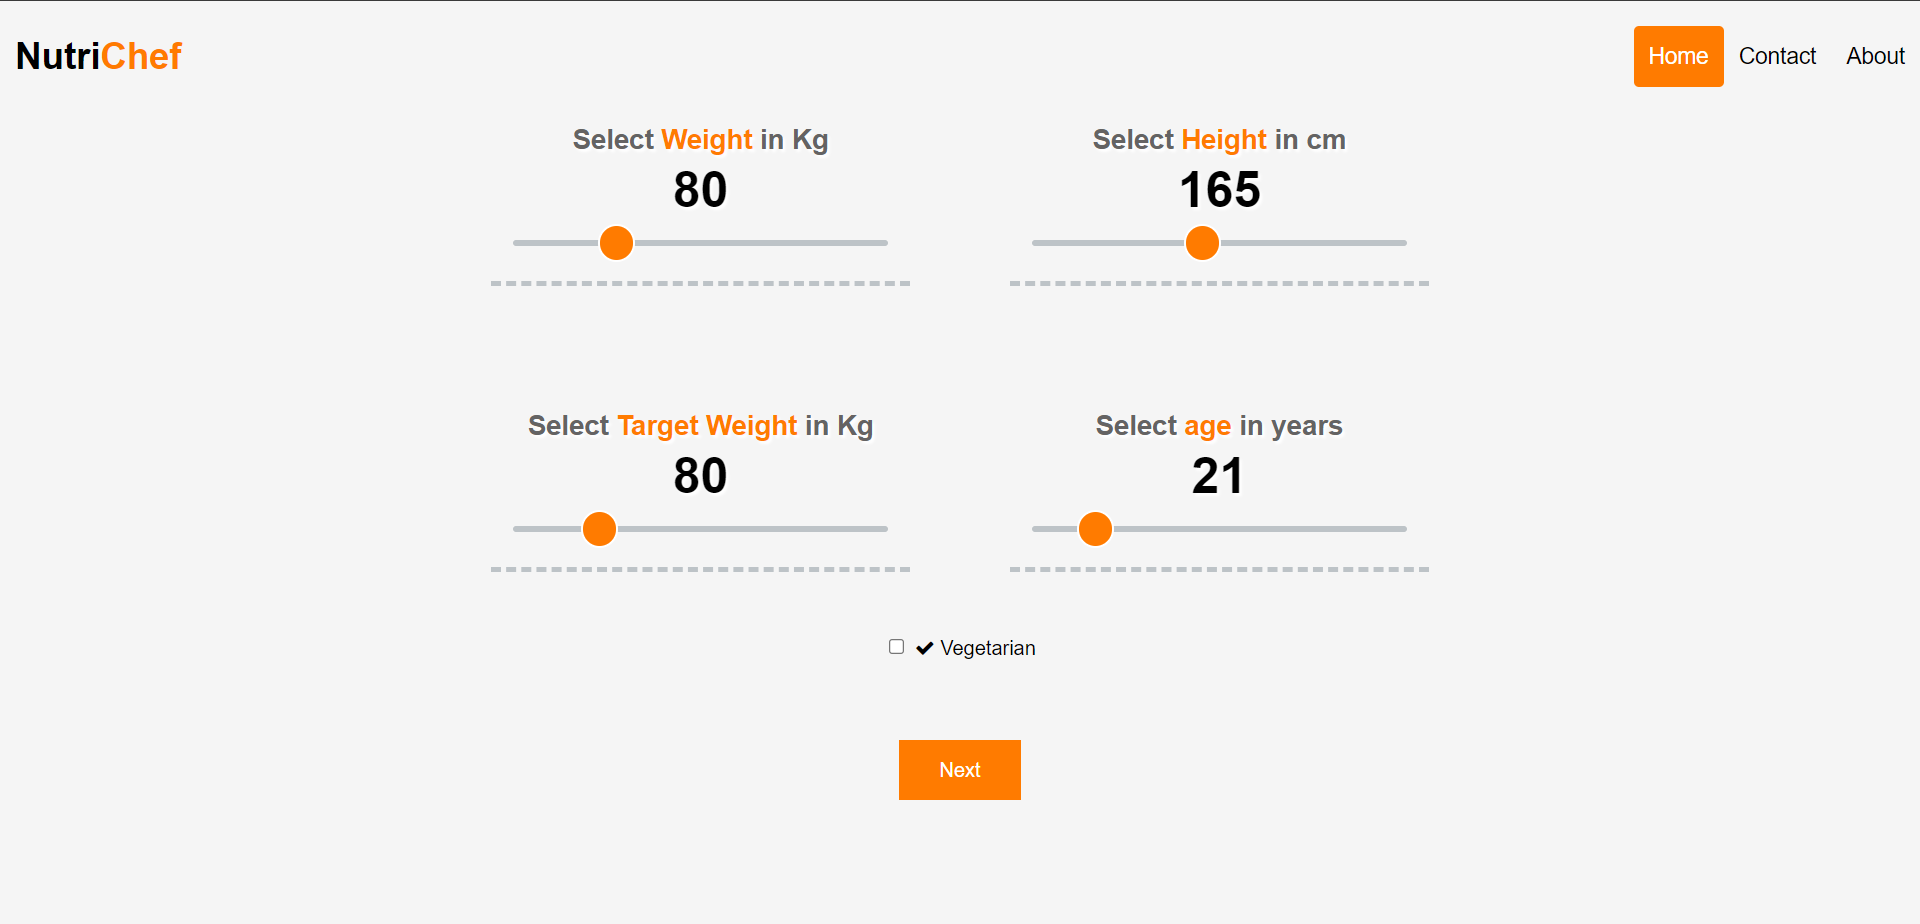 NutriChef
Home Contact About
Select Weight in Kg
80
Select Height in cm
165
Select Target Weight in Kg
80
Select age in years
21
Vegetarian
Next